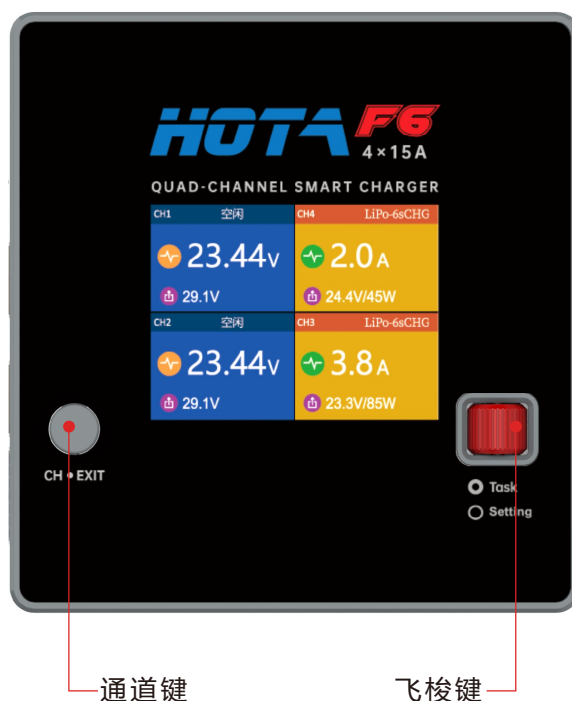 HOTA F6
4×15A
QUAD-CHANNEL SMART CHARGER
CH1 空闲
23.44V
29.1V
CH4 LiPo-6sCHG
2.0A
24.4V/45W
CH2 空闲
23.44V
29.1V
CH3 LiPo-6sCHG
3.8A
23.3V/85W
CH•EXIT
Task
Setting
通道键
飞梭键